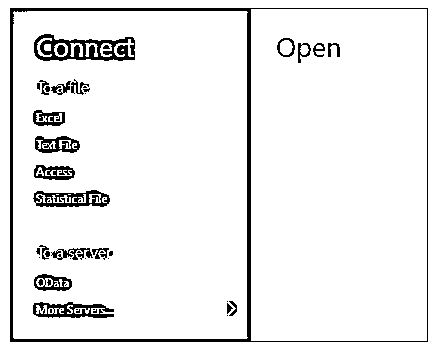 Connect
To a file
Excel
Text File
Access
Statistical File
To a server
OData
More Servers...
Open